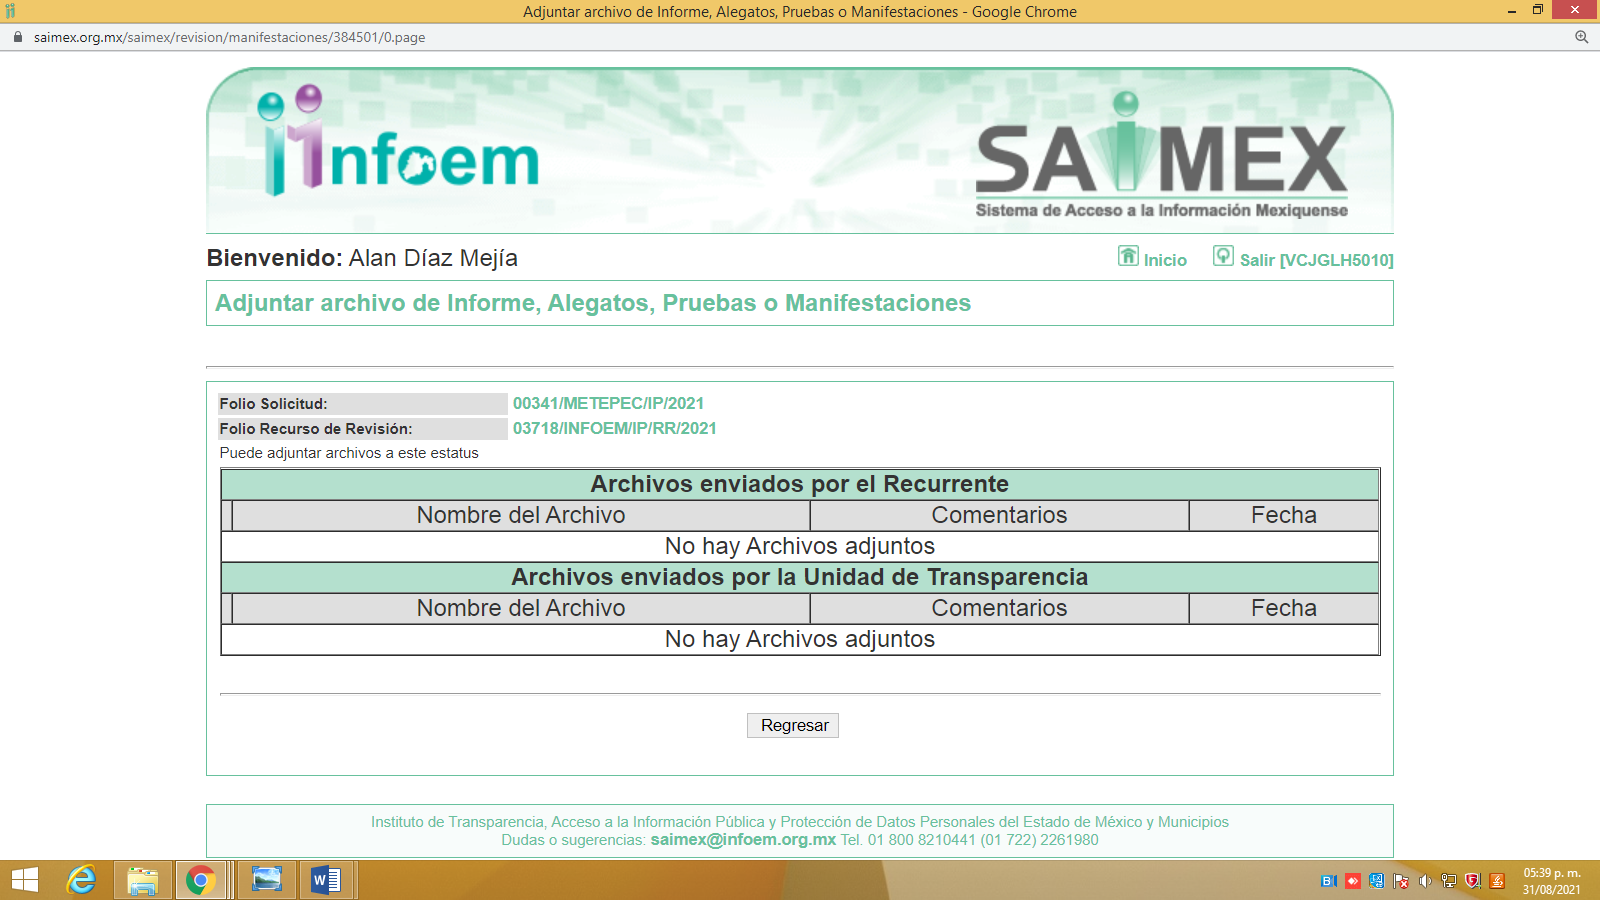 Adjuntar archivo de Informe, Alegatos, Pruebas o Manifestaciones - Google Chrome
saimex.org.mx/saimex/revision/manifestaciones/384501/0.page
infoem
SAiMEX
Sistema de Acceso a la Información Mexiquense
Bienvenido: Alan Díaz Mejía
Inicio
Salir [VCJGLH5010]
Adjuntar archivo de Informe, Alegatos, Pruebas o Manifestaciones
Folio Solicitud: 00341/METEPEC/IP/2021
Folio Recurso de Revisión: 03718/INFOEM/IP/RR/2021
Puede adjuntar archivos a este estatus
Archivos enviados por el Recurrente
Nombre del Archivo Comentarios Fecha
No hay Archivos adjuntos
Archivos enviados por la Unidad de Transparencia
Nombre del Archivo Comentarios Fecha
No hay Archivos adjuntos
Regresar
Instituto de Transparencia, Acceso a la Información Pública y Protección de Datos Personales del Estado de México y Municipios
Dudas o sugerencias: saimex@infoem.org.mx Tel. 01 800 8210441 (01 722) 2261980
05:39 p. m.
31/08/2021